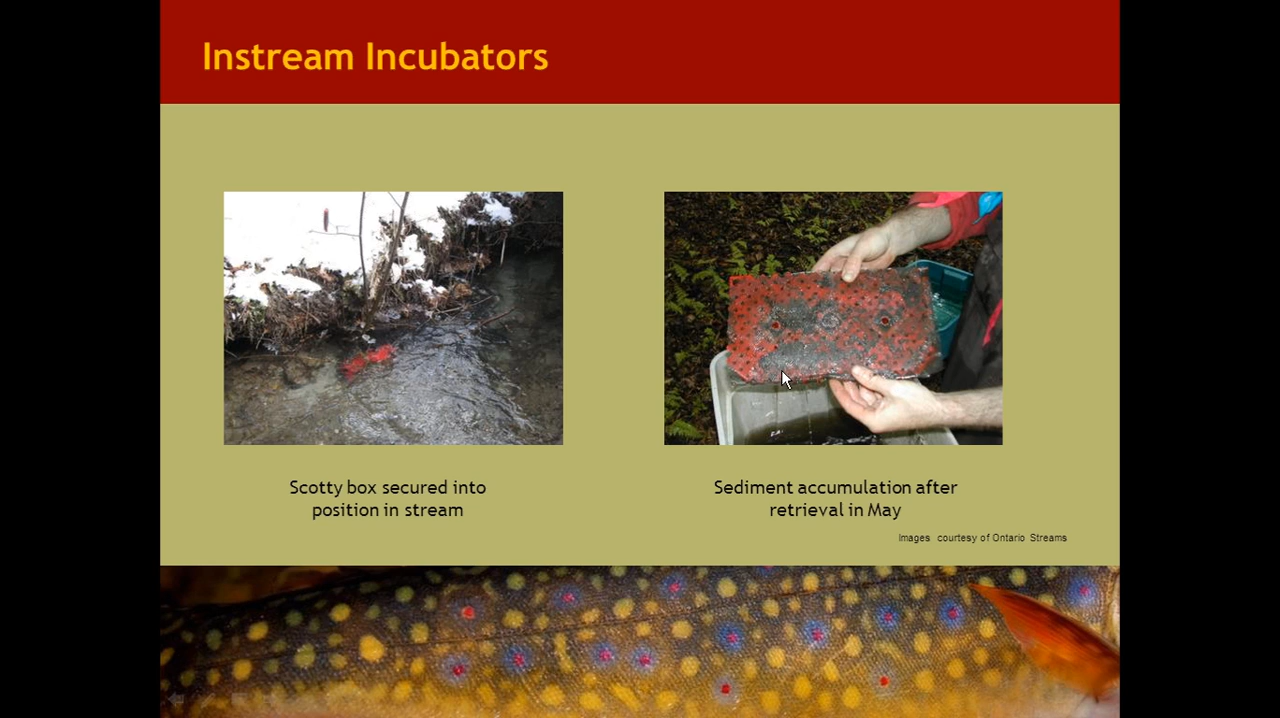 Instream Incubators
Scotty box secured into
position in stream
Sediment accumulation after
retrieval in May
Images courtesy of Ontario Streams